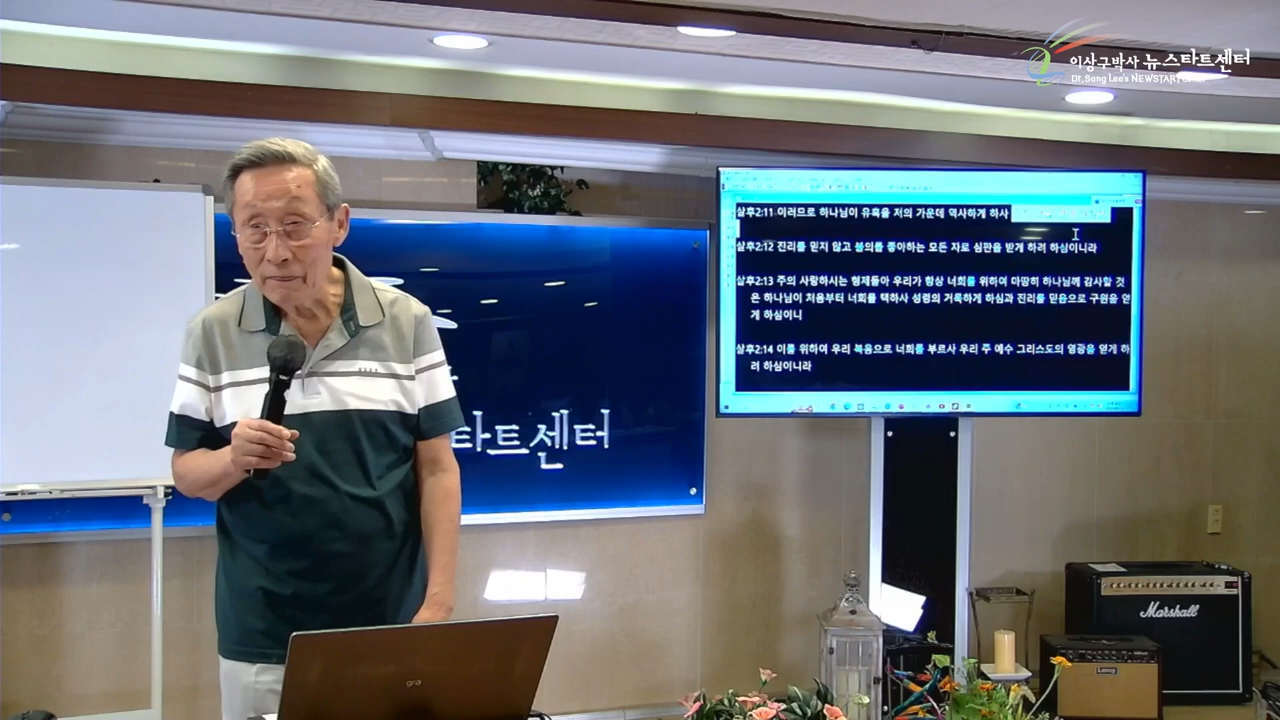 이상구박사 뉴스타트센터
Dr.Sang Lee's NEWSTART
살후2:11 이러므로 하나님이 유혹을 저의 가운데 역사하게 하사
살후2:12 진리를 믿지 않고 불의를 좋아하는 모든 자로 심판을 받게 하려 하심이니라
살후2:13 주의 사랑하시는 형제들아 우리가 항상 너희를 위하여 마땅히 하나님께 감사할 것
은 하나님이 처음부터 너희를 택하사 성령의 거룩하게 하심과 진리를 믿음으로 구원을 얻
게 하심이니
살후2:14 이를 위하여 우리 복음으로 너희를 부르사 우리 주 예수 그리스도의 영광을 얻게 하
려 하심이니라
타트센터
Marshall
Laney
gram